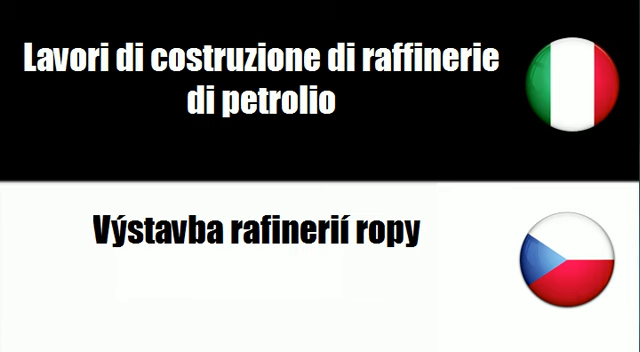 Lavori di costruzione di raffinerie
di petrolio
Výstavba rafinerií ropy